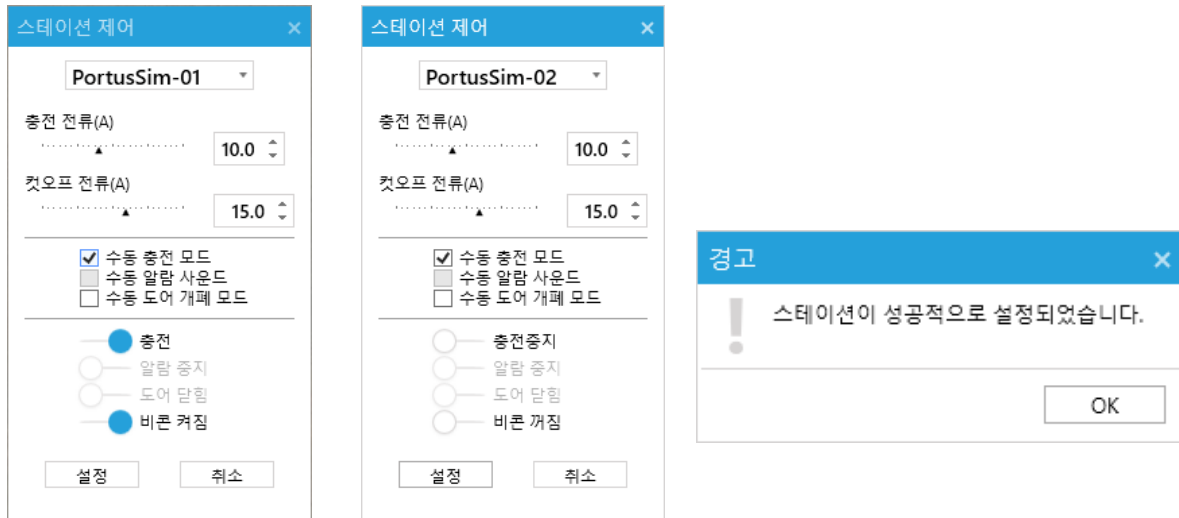 스테이션 제어
PortusSim-01
충전 전류(A)
10.0
컷오프 전류(A)
15.0
수동 충전 모드
수동 알람 사운드
수동 도어 개폐 모드
충전
알람 중지
도어 닫힘
비콘 켜짐
설정 취소
스테이션 제어
PortusSim-02
충전 전류(A)
10.0
컷오프 전류(A)
15.0
수동 충전 모드
수동 알람 사운드
수동 도어 개폐 모드
충전중지
알람 중지
도어 닫힘
비콘 꺼짐
설정 취소
경고
스테이션이 성공적으로 설정되었습니다.
OK